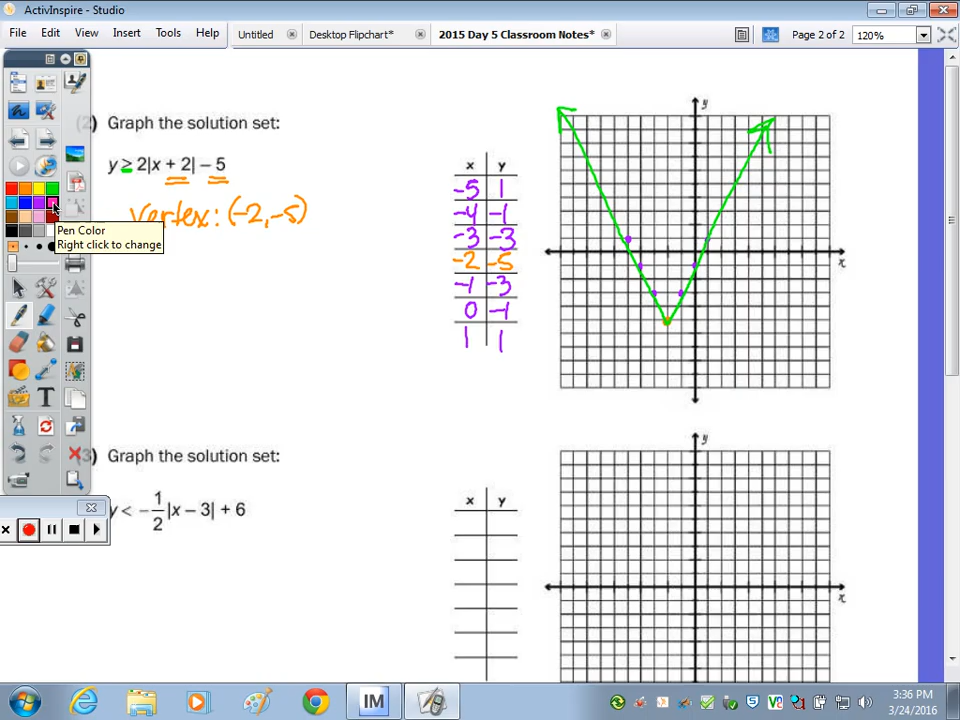 ActivInspire - Studio
File Edit View Insert Tools Help Untitled Desktop Flipchart* 2015 Day 5 Classroom Notes* Page 2 of 2 120%
(2) Graph the solution set:
y ≥ 2|x + 2| – 5
vertex: (-2, -5)
Pen Color
Right click to change
x y
-5 1
-4 -1
-3 -3
-2 -5
-1 -3
0 -1
1 1
y
x
3) Graph the solution set:
y < -1/2|x – 3| + 6
x y
y
x
IM
3:36 PM
3/24/2016